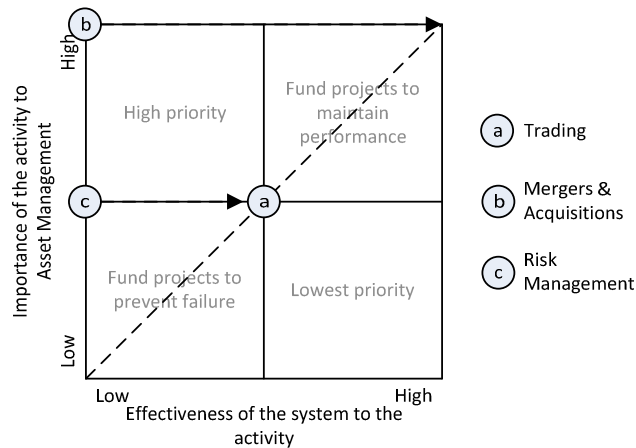 b
High
High priority
Fund projects to
maintain
performance
Importance of the activity to
Asset Management
c
a
Fund projects to
prevent failure
Lowest priority
Low
Low
High
Effectiveness of the system to the
activity
a Trading
b Mergers &
Acquisitions
c Risk
Management